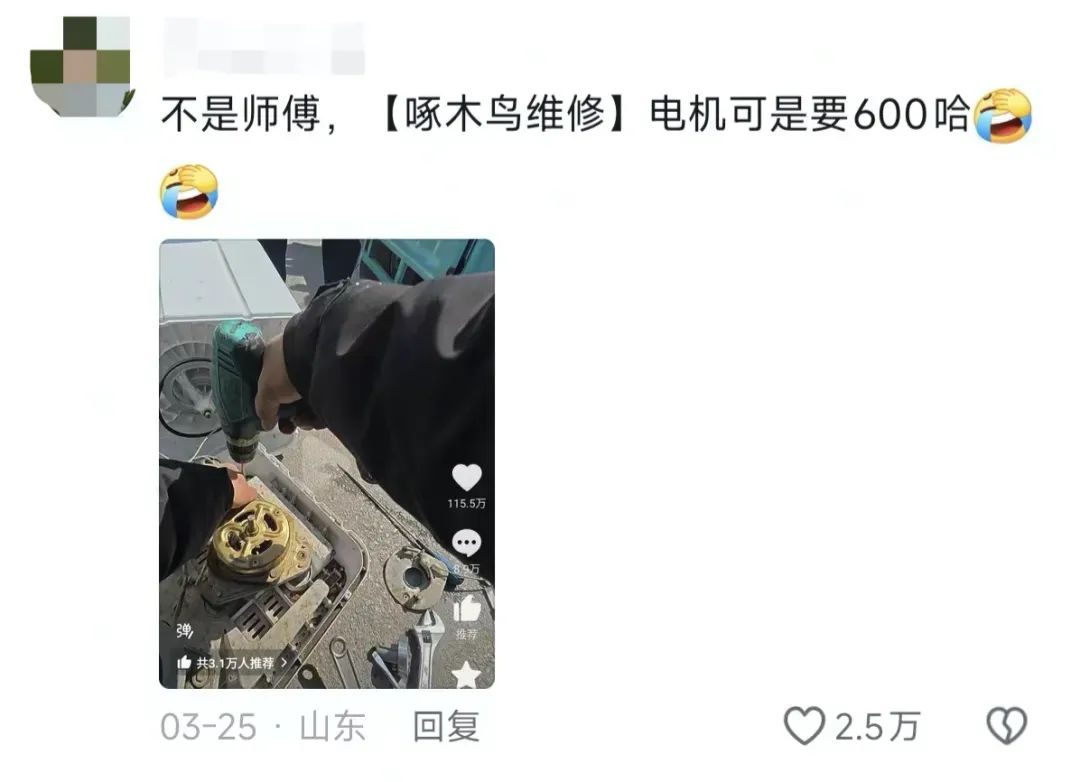 不是师傅，【啄木鸟维修】电机可是要600哈
115.5万
8.9万
推荐
弹
共3.1万人推荐 >
03-25 · 山东 回复 2.5万